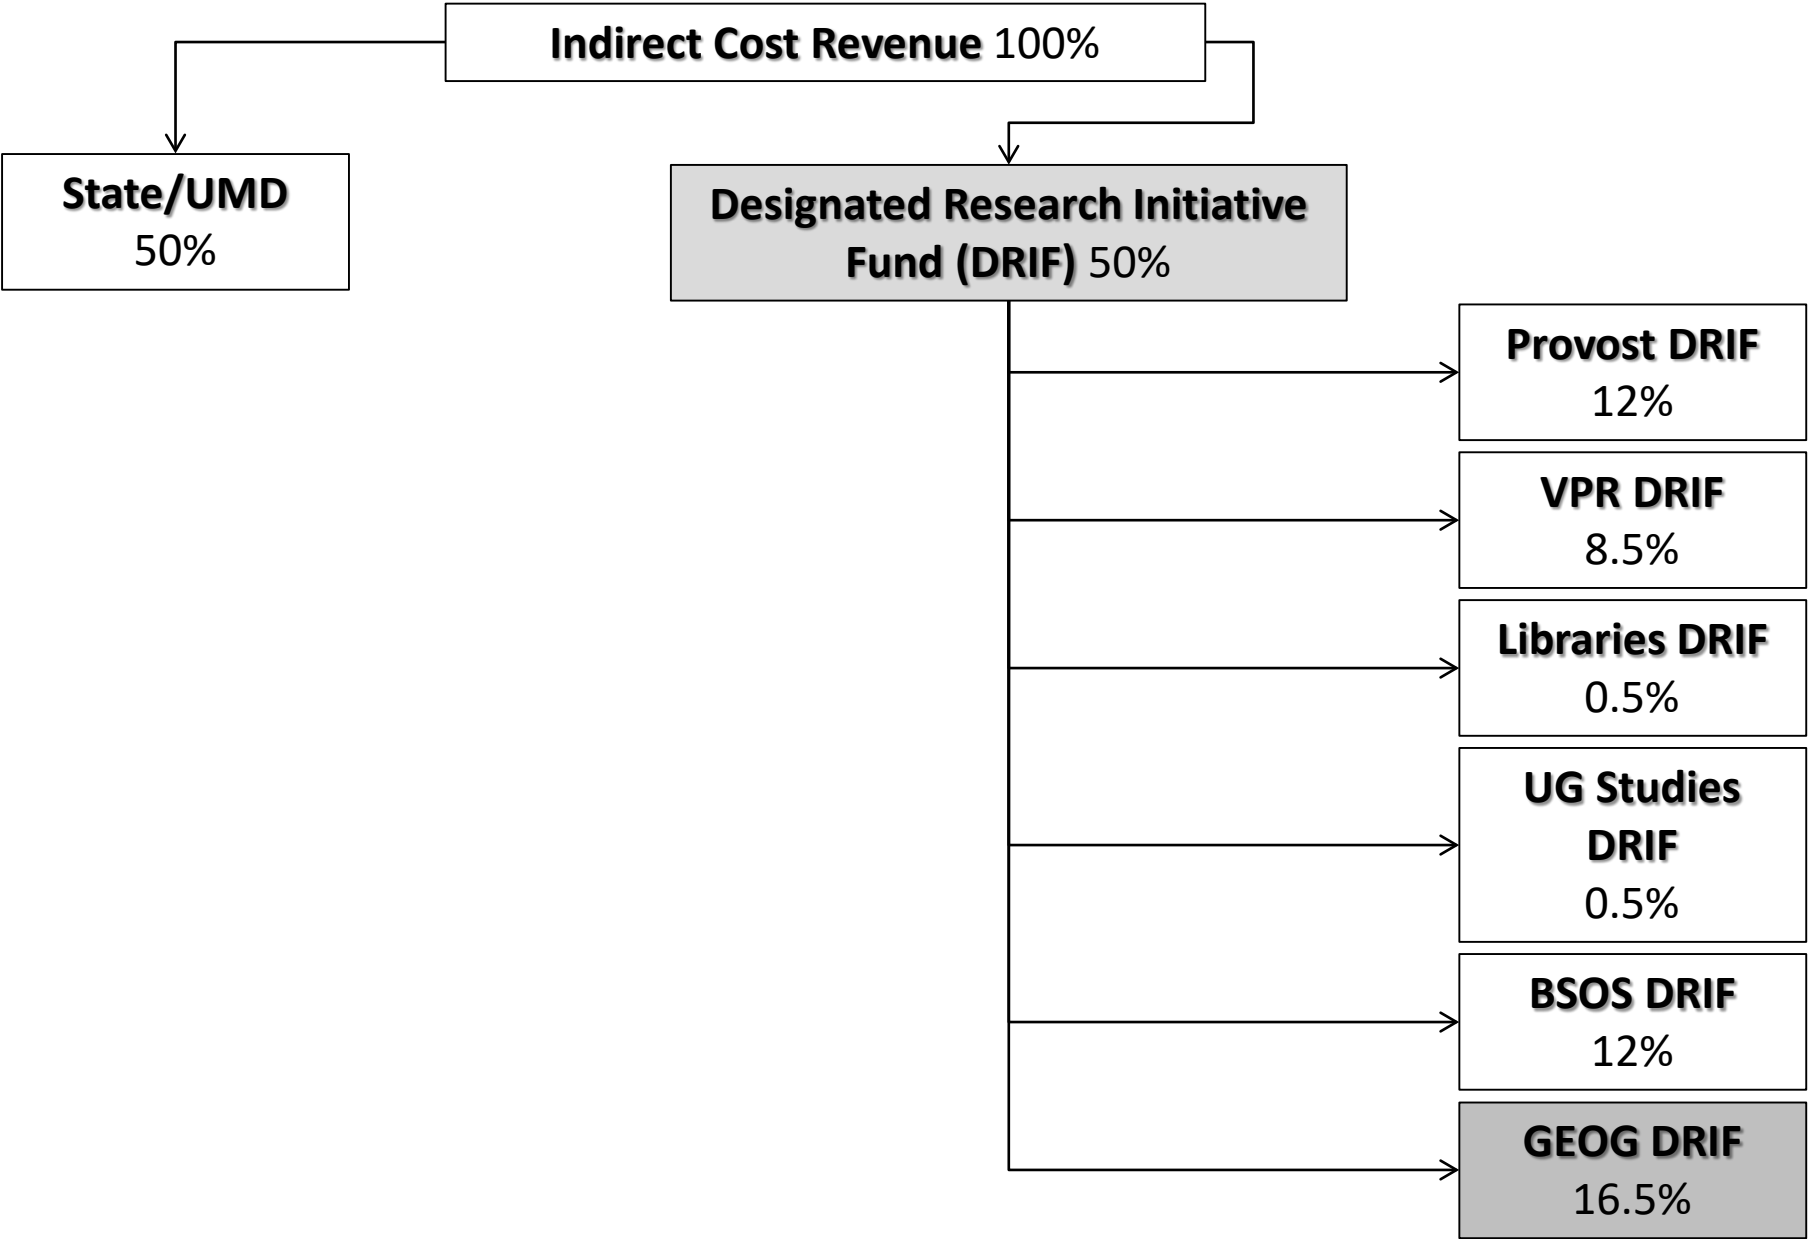 Indirect Cost Revenue 100%
State/UMD
50%
Designated Research Initiative
Fund (DRIF) 50%
Provost DRIF
12%
VPR DRIF
8.5%
Libraries DRIF
0.5%
UG Studies
DRIF
0.5%
BSOS DRIF
12%
GEOG DRIF
16.5%